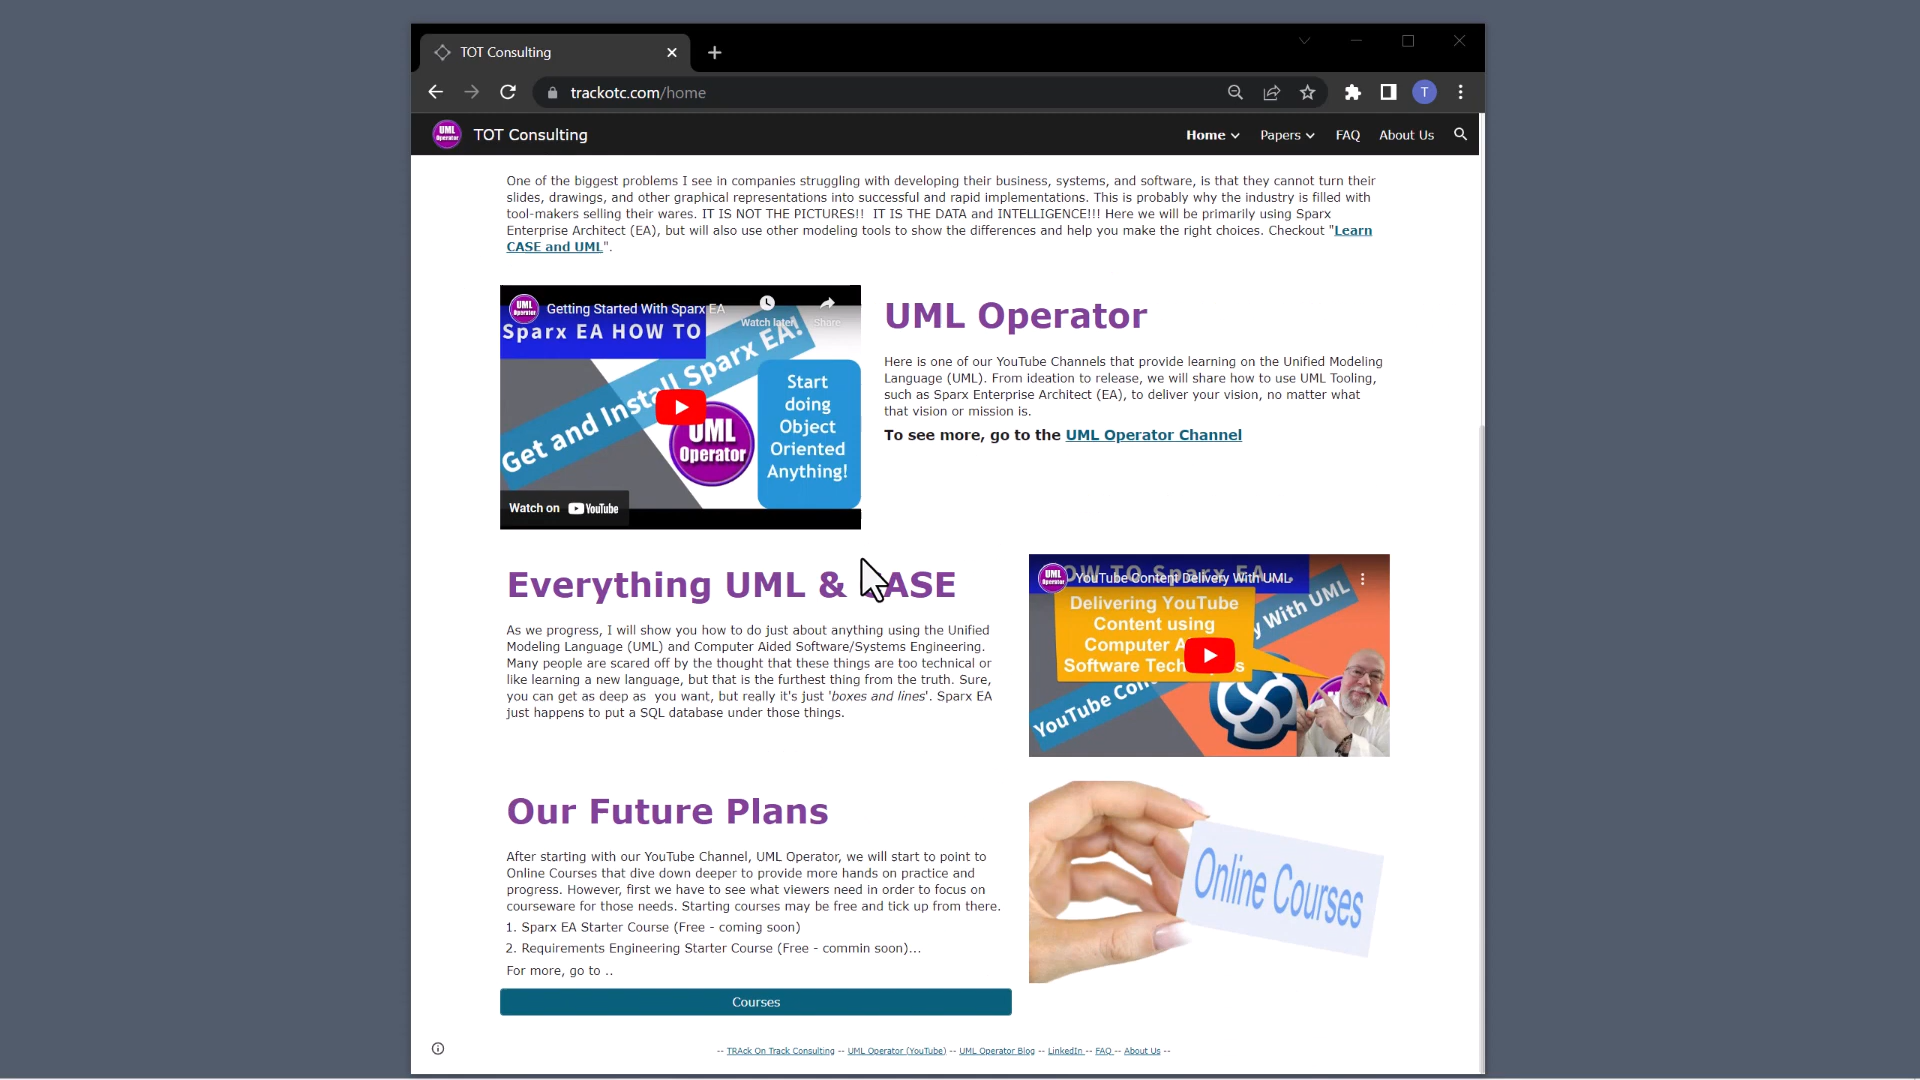 TOT Consulting
trackotc.com/home
T
UML
Operator
TOT Consulting
Home
Papers
FAQ
About Us
One of the biggest problems I see in companies struggling with developing their business, systems, and software, is that they cannot turn their
slides, drawings, and other graphical representations into successful and rapid implementations. This is probably why the industry is filled with
tool-makers selling their wares. IT IS NOT THE PICTURES!!  IT IS THE DATA and INTELLIGENCE!!! Here we will be primarily using Sparx
Enterprise Architect (EA), but will also use other modeling tools to show the differences and help you make the right choices. Checkout "Learn
CASE and UML".
UML
Operator
Getting Started With Sparx EA
Watch later
Share
Sparx EA HOW TO
Get and Install Sparx EA!
Start
doing
Object
Oriented
Anything!
UML
Operator
Watch on YouTube
UML Operator
Here is one of our YouTube Channels that provide learning on the Unified Modeling
Language (UML). From ideation to release, we will share how to use UML Tooling,
such as Sparx Enterprise Architect (EA), to deliver your vision, no matter what
that vision or mission is.
To see more, go to the UML Operator Channel
Everything UML & CASE
As we progress, I will show you how to do just about anything using the Unified
Modeling Language (UML) and Computer Aided Software/Systems Engineering.
Many people are scared off by the thought that these things are too technical or
like learning a new language, but that is the furthest thing from the truth. Sure,
you can get as deep as  you want, but really it's just 'boxes and lines'. Sparx EA
just happens to put a SQL database under those things.
UML
Operator
YouTube Content Delivery With UML
OW TO Sparx EA
Delivering YouTube
Content using
Computer A
Software Tech s
YouTube Con y With UML
Our Future Plans
After starting with our YouTube Channel, UML Operator, we will start to point to
Online Courses that dive down deeper to provide more hands on practice and
progress. However, first we have to see what viewers need in order to focus on
courseware for those needs. Starting courses may be free and tick up from there.
1. Sparx EA Starter Course (Free - coming soon)
2. Requirements Engineering Starter Course (Free - commin soon)...
For more, go to ..
Courses
Online Courses
-- TRAck On Track Consulting -- UML Operator (YouTube) -- UML Operator Blog -- LinkedIn -- FAQ -- About Us --